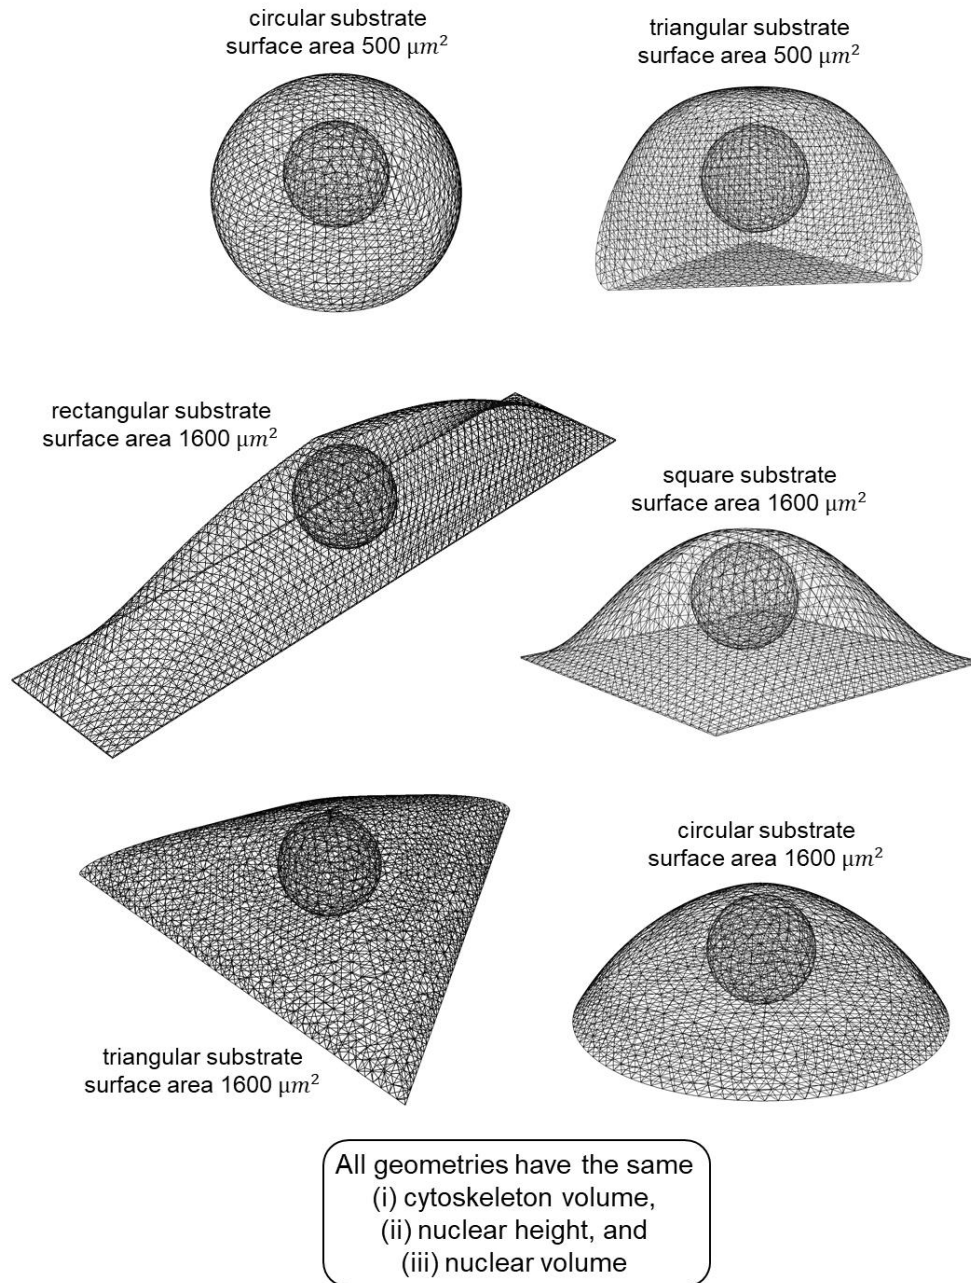 circular substrate
surface area 500 μm²
triangular substrate
surface area 500 μm²
rectangular substrate
surface area 1600 μm²
square substrate
surface area 1600 μm²
triangular substrate
surface area 1600 μm²
circular substrate
surface area 1600 μm²
All geometries have the same
(i) cytoskeleton volume,
(ii) nuclear height, and
(iii) nuclear volume